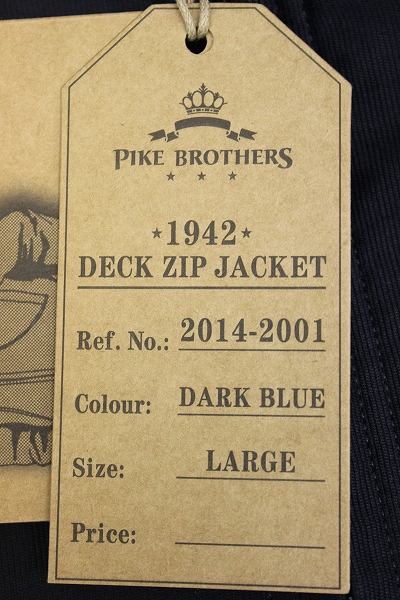 PIKE BROTHERS
★ ★ ★
★1942★
DECK ZIP JACKET
Ref. No.: 2014-2001
Colour: DARK BLUE
Size: LARGE
Price: